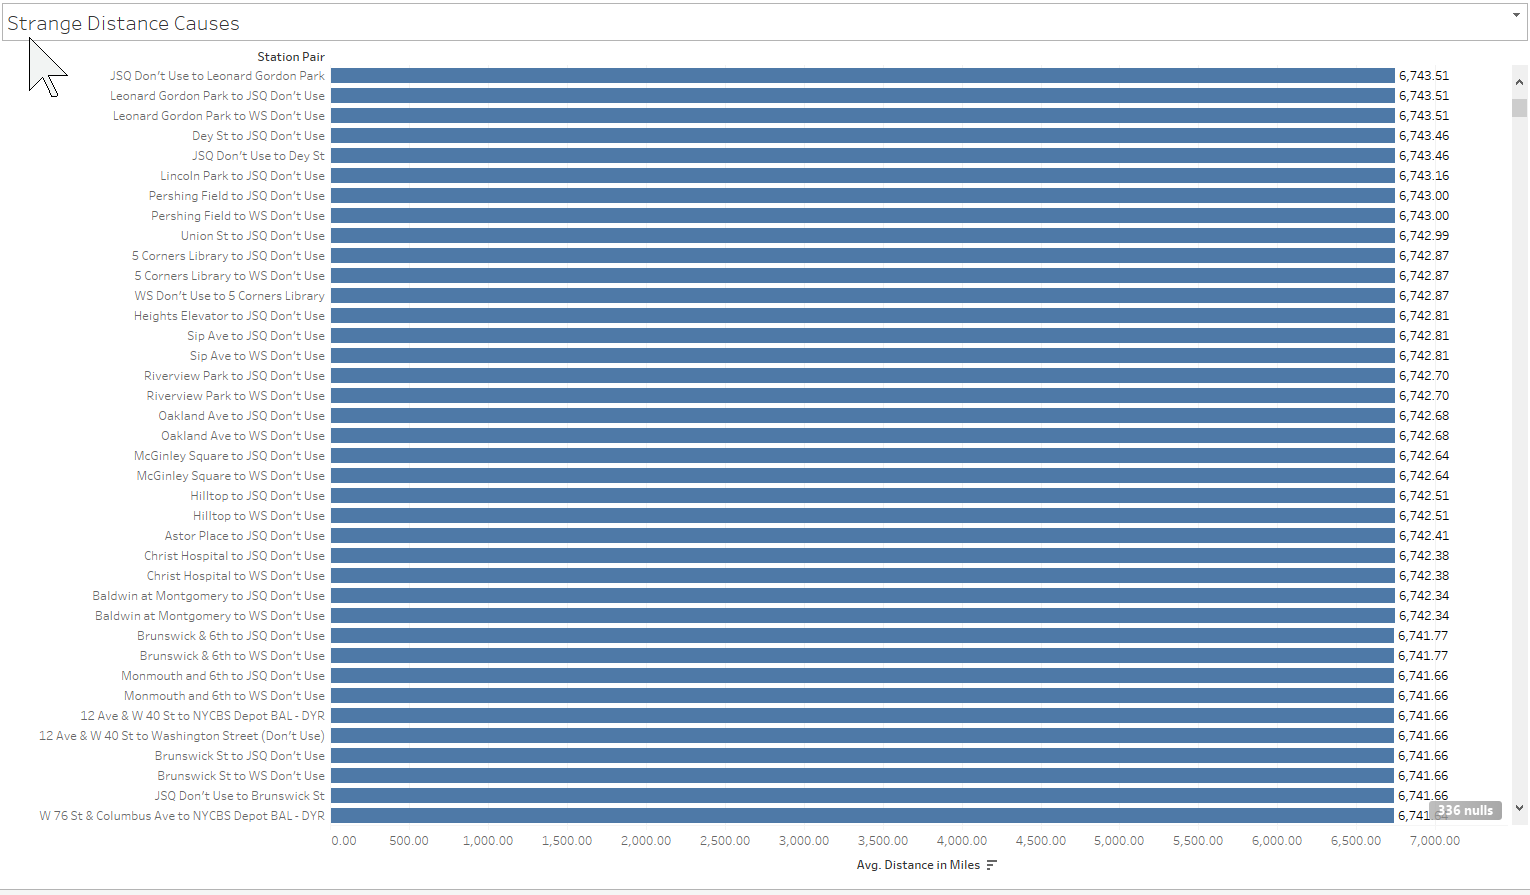 Strange Distance Causes
Station Pair
JSQ Don't Use to Leonard Gordon Park 6,743.51
Leonard Gordon Park to JSQ Don't Use 6,743.51
Leonard Gordon Park to WS Don't Use 6,743.51
Dey St to JSQ Don't Use 6,743.46
JSQ Don't Use to Dey St 6,743.46
Lincoln Park to JSQ Don't Use 6,743.16
Pershing Field to JSQ Don't Use 6,743.00
Pershing Field to WS Don't Use 6,743.00
Union St to JSQ Don't Use 6,742.99
5 Corners Library to JSQ Don't Use 6,742.87
5 Corners Library to WS Don't Use 6,742.87
WS Don't Use to 5 Corners Library 6,742.87
Heights Elevator to JSQ Don't Use 6,742.81
Sip Ave to JSQ Don't Use 6,742.81
Sip Ave to WS Don't Use 6,742.81
Riverview Park to JSQ Don't Use 6,742.70
Riverview Park to WS Don't Use 6,742.70
Oakland Ave to JSQ Don't Use 6,742.68
Oakland Ave to WS Don't Use 6,742.68
McGinley Square to JSQ Don't Use 6,742.64
McGinley Square to WS Don't Use 6,742.64
Hilltop to JSQ Don't Use 6,742.51
Hilltop to WS Don't Use 6,742.51
Astor Place to JSQ Don't Use 6,742.41
Christ Hospital to JSQ Don't Use 6,742.38
Christ Hospital to WS Don't Use 6,742.38
Baldwin at Montgomery to JSQ Don't Use 6,742.34
Baldwin at Montgomery to WS Don't Use 6,742.34
Brunswick & 6th to JSQ Don't Use 6,741.77
Brunswick & 6th to WS Don't Use 6,741.77
Monmouth and 6th to JSQ Don't Use 6,741.66
Monmouth and 6th to WS Don't Use 6,741.66
12 Ave & W 40 St to NYCBS Depot BAL - DYR 6,741.66
12 Ave & W 40 St to Washington Street (Don't Use) 6,741.66
Brunswick St to JSQ Don't Use 6,741.66
Brunswick St to WS Don't Use 6,741.66
JSQ Don't Use to Brunswick St 6,741.66
W 76 St & Columbus Ave to NYCBS Depot BAL - DYR 336 nulls
0.00 500.00 1,000.00 1,500.00 2,000.00 2,500.00 3,000.00 3,500.00 4,000.00 4,500.00 5,000.00 5,500.00 6,000.00 6,500.00 7,000.00
Avg. Distance in Miles